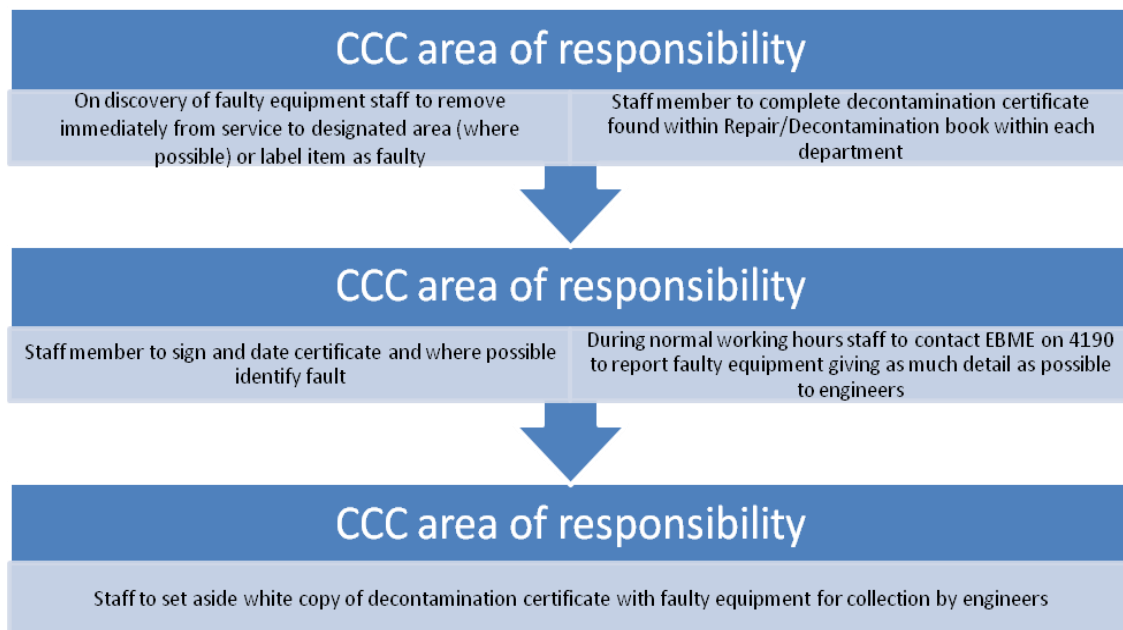 CCC area of responsibility
On discovery of faulty equipment staff to remove
immediately from service to designated area (where
possible) or label item as faulty
Staff member to complete decontamination certificate
found within Repair/Decontamination book within each
department
CCC area of responsibility
Staff member to sign and date certificate and where possible
identify fault
During normal working hours staff to contact EBME on 4190
to report faulty equipment giving as much detail as possible
to engineers
CCC area of responsibility
Staff to set aside white copy of decontamination certificate with faulty equipment for collection by engineers